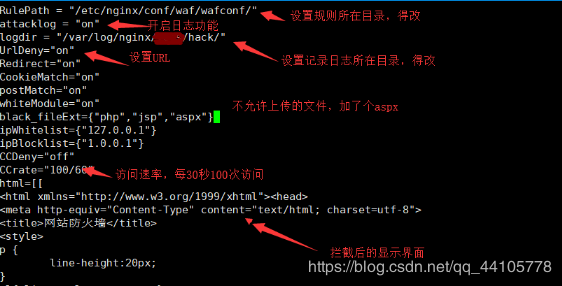 RulePath = "/etc/nginx/conf/waf/wafconf/"
设置规则所在目录，得改
attacklog = "on"
开启日志功能
logdir = "/var/log/nginx/ /hack/"
设置记录日志所在目录，得改
UrlDeny="on"
设置URL
Redirect="on"
CookieMatch="on"
postMatch="on"
whiteModule="on"
不允许上传的文件，加了个aspx
black_fileExt={"php","jsp","aspx"}
ipWhitelist={"127.0.0.1"}
ipBlocklist={"1.0.0.1"}
CCDeny="off"
CCrate="100/60"
访问速率，每30秒100次访问
html=[[
<html xmlns="http://www.w3.org/1999/xhtml"><head>
<meta http-equiv="Content-Type" content="text/html; charset=utf-8">
<title>网站防火墙</title>
<style>
拦截后的显示界面
p {
line-height:20px;
https://blog.csdn.net/qq_44105778
}